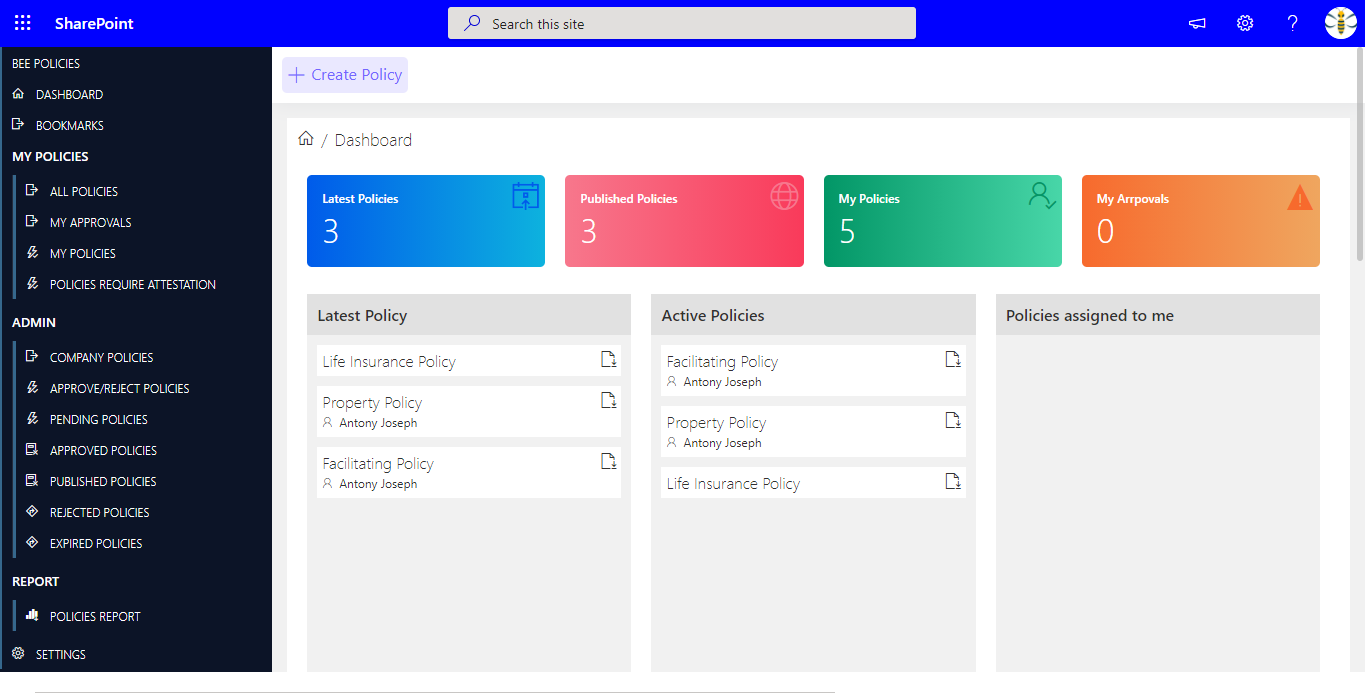 SharePoint
Search this site
BEE POLICIES
DASHBOARD
BOOKMARKS
MY POLICIES
ALL POLICIES
MY APPROVALS
MY POLICIES
POLICIES REQUIRE ATTESTATION
ADMIN
COMPANY POLICIES
APPROVE/REJECT POLICIES
PENDING POLICIES
APPROVED POLICIES
PUBLISHED POLICIES
REJECTED POLICIES
EXPIRED POLICIES
REPORT
POLICIES REPORT
SETTINGS
Create Policy
/ Dashboard
Latest Policies
3
Published Policies
3
My Policies
5
My Arrpovals
0
Latest Policy
Life Insurance Policy
Property Policy
Antony Joseph
Facilitating Policy
Antony Joseph
Active Policies
Facilitating Policy
Antony Joseph
Property Policy
Antony Joseph
Life Insurance Policy
Policies assigned to me